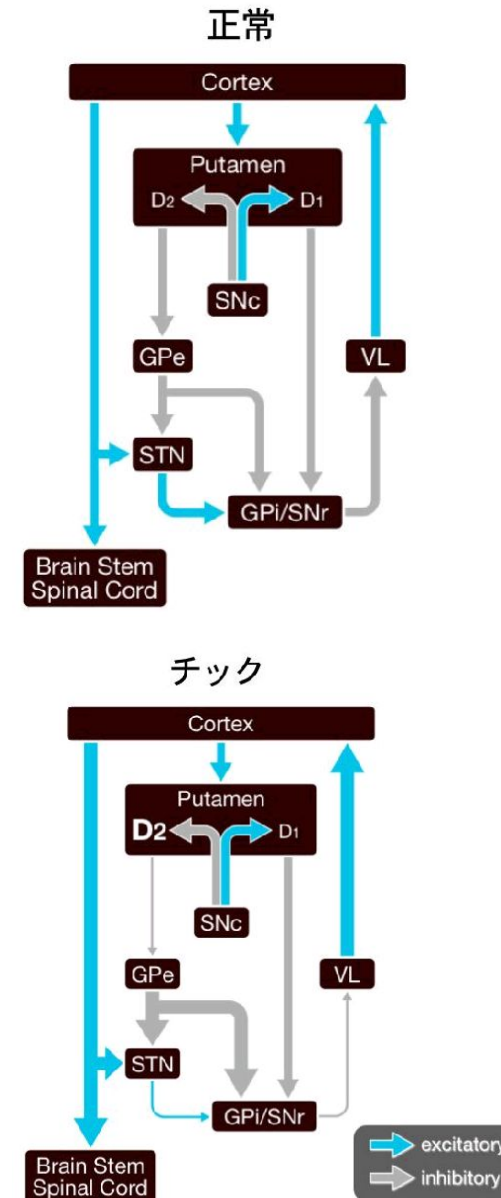 正常
Cortex
Putamen
D2
D1
SNc
GPe
VL
STN
GPi/SNr
Brain Stem
Spinal Cord
チック
Cortex
Putamen
D2
D1
SNc
GPe
VL
STN
GPi/SNr
Brain Stem
Spinal Cord
excitatory
inhibitory